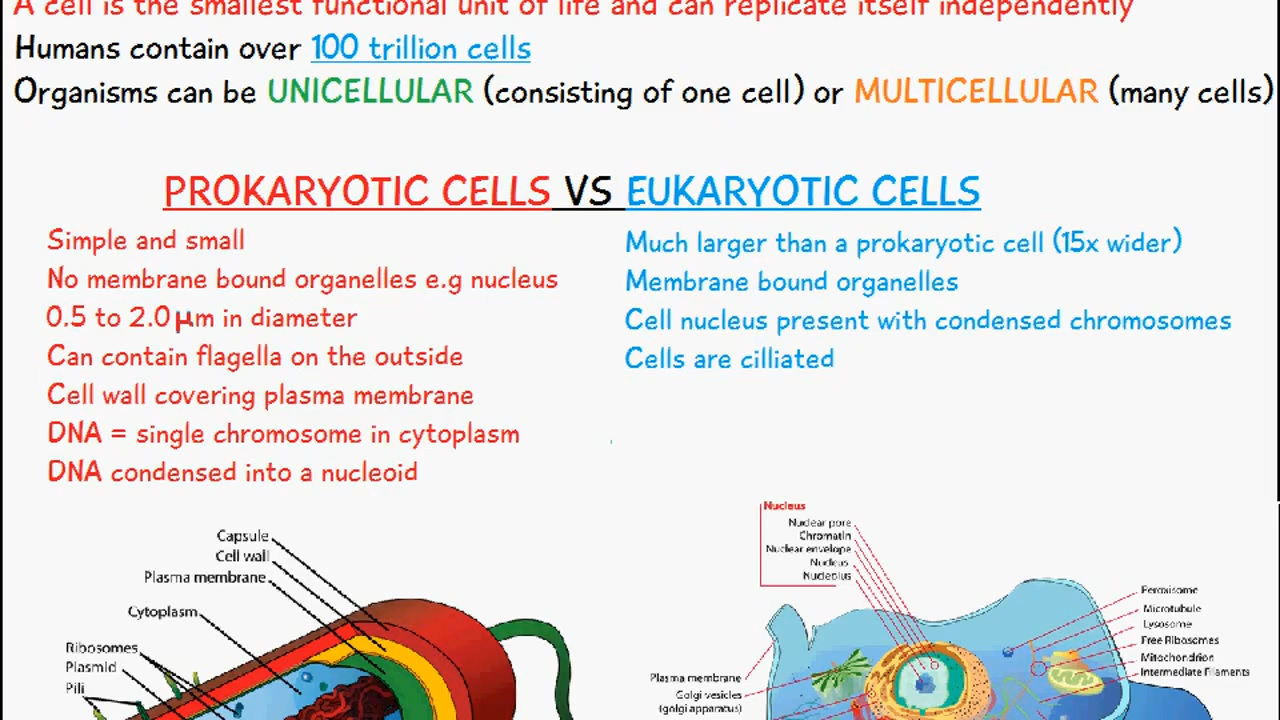 A cell is the smallest functional unit of life and can replicate itself independently
Humans contain over 100 trillion cells
Organisms can be UNICELLULAR (consisting of one cell) or MULTICELLULAR (many cells)
PROKARYOTIC CELLS VS EUKARYOTIC CELLS
Simple and small
No membrane bound organelles e.g nucleus
0.5 to 2.0 μm in diameter
Can contain flagella on the outside
Cell wall covering plasma membrane
DNA = single chromosome in cytoplasm
DNA condensed into a nucleoid
Much larger than a prokaryotic cell (15x wider)
Membrane bound organelles
Cell nucleus present with condensed chromosomes
Cells are cilliated
Capsule
Cell wall
Plasma membrane
Cytoplasm
Ribosomes
Plasmid
Pili
Nucleus
Nuclear pore
Chromatin
Nuclear envelope
Nucleus
Nucleolus
Peroxisome
Microtubule
Lysosome
Free Ribosomes
Mitochondrion
Intermediate Filaments
Plasma membrane
Golgi vesicles
(golgi apparatus)